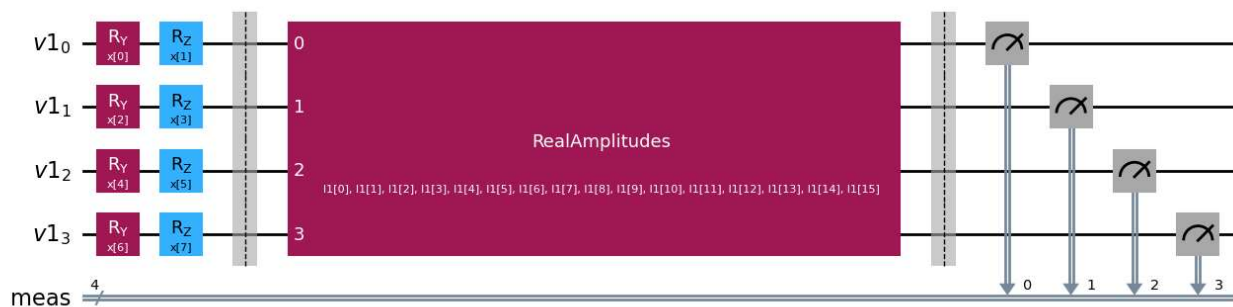 v1₀ R_Y x[0] R_Z x[1] 0
v1₁ R_Y x[2] R_Z x[3] 1
RealAmplitudes
v1₂ R_Y x[4] R_Z x[5] 2
l1[0], l1[1], l1[2], l1[3], l1[4], l1[5], l1[6], l1[7], l1[8], l1[9], l1[10], l1[11], l1[12], l1[13], l1[14], l1[15]
v1₃ R_Y x[6] R_Z x[7] 3
meas 4 0 1 2 3